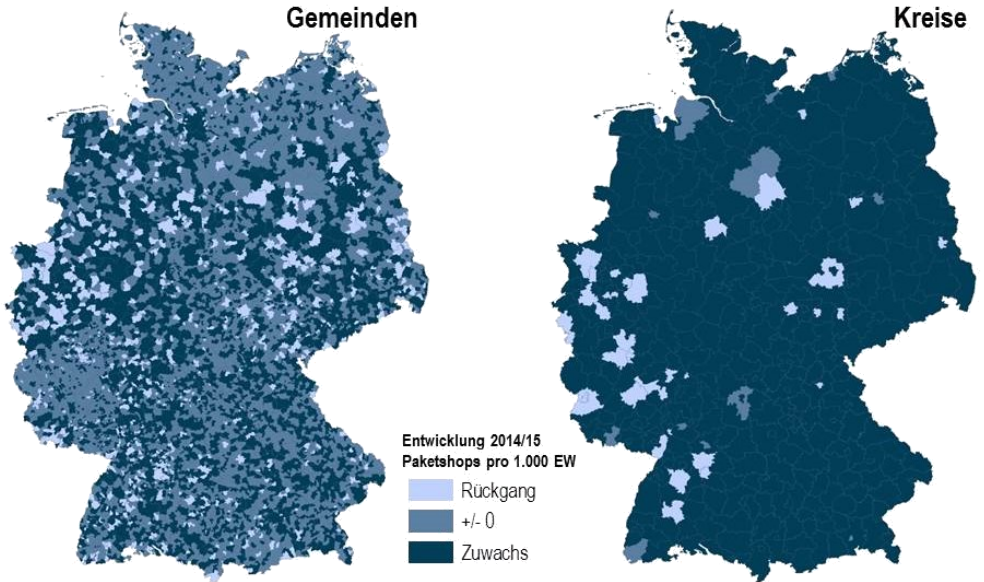 Gemeinden
Kreise
Entwicklung 2014/15
Paketshops pro 1.000 EW
Rückgang
+/- 0
Zuwachs